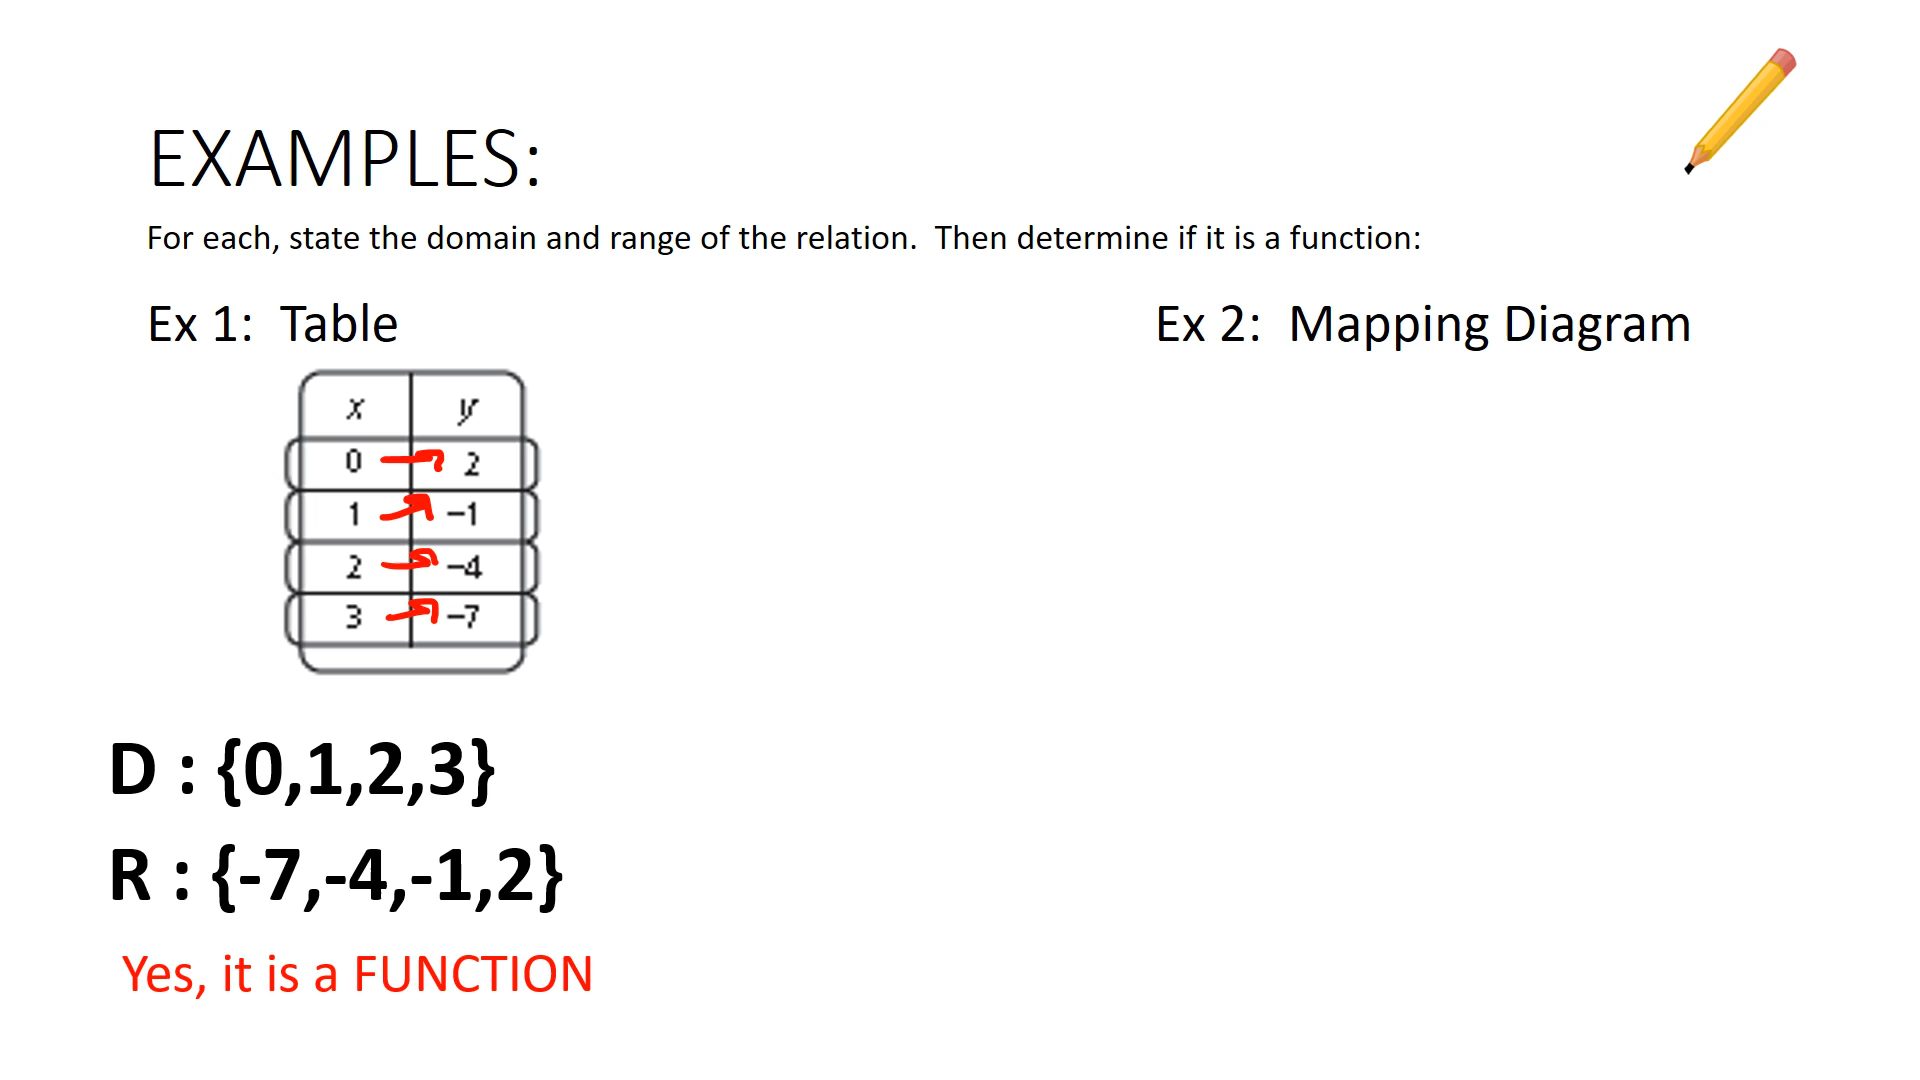 EXAMPLES:
For each, state the domain and range of the relation.  Then determine if it is a function:
Ex 1:  Table
x y
0 2
1 −1
2 −4
3 −7
D : {0,1,2,3}
R : {-7,-4,-1,2}
Yes, it is a FUNCTION
Ex 2:  Mapping Diagram